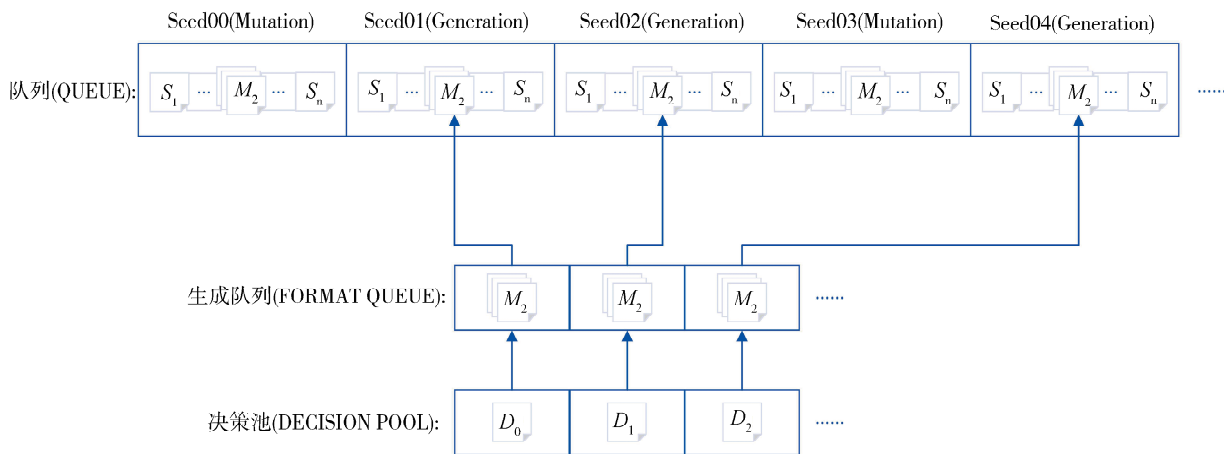 Seed00(Mutation) Seed01(Generation) Seed02(Generation) Seed03(Mutation) Seed04(Generation)
队列(QUEUE): S1 ... M2 ... Sn S1 ... M2 ... Sn S1 ... M2 ... Sn S1 ... M2 ... Sn S1 ... M2 ... Sn ......
生成队列(FORMAT QUEUE): M2 M2 M2 ......
决策池(DECISION POOL): D0 D1 D2 ......